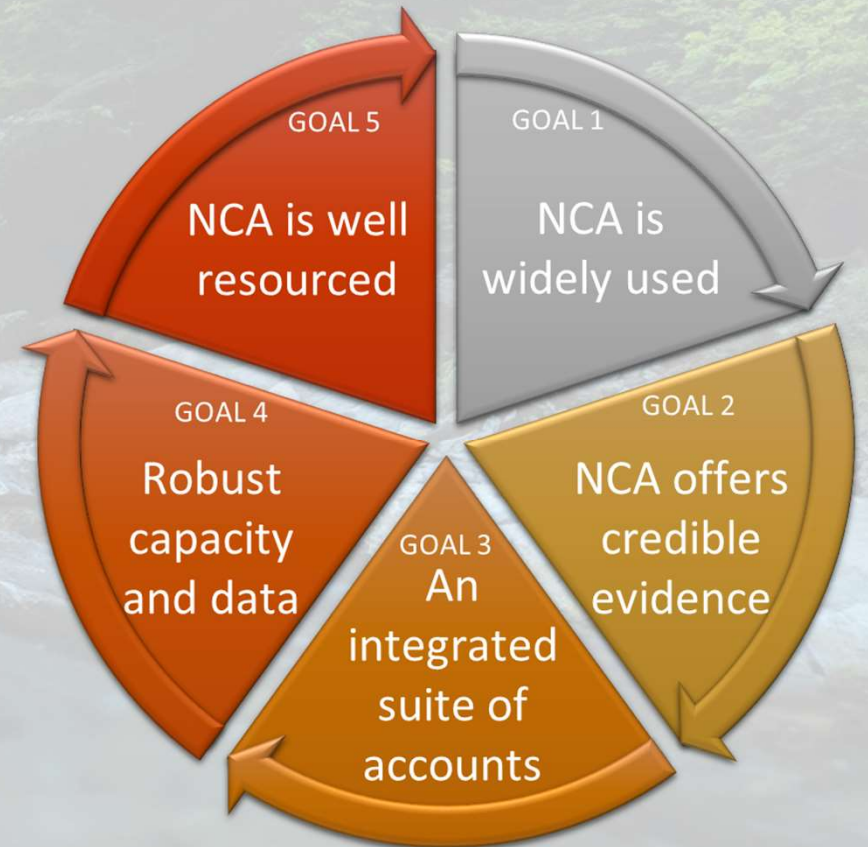 GOAL 1
NCA is
widely used
GOAL 2
NCA offers
credible
evidence
GOAL 3
An
integrated
suite of
accounts
GOAL 4
Robust
capacity
and data
GOAL 5
NCA is well
resourced